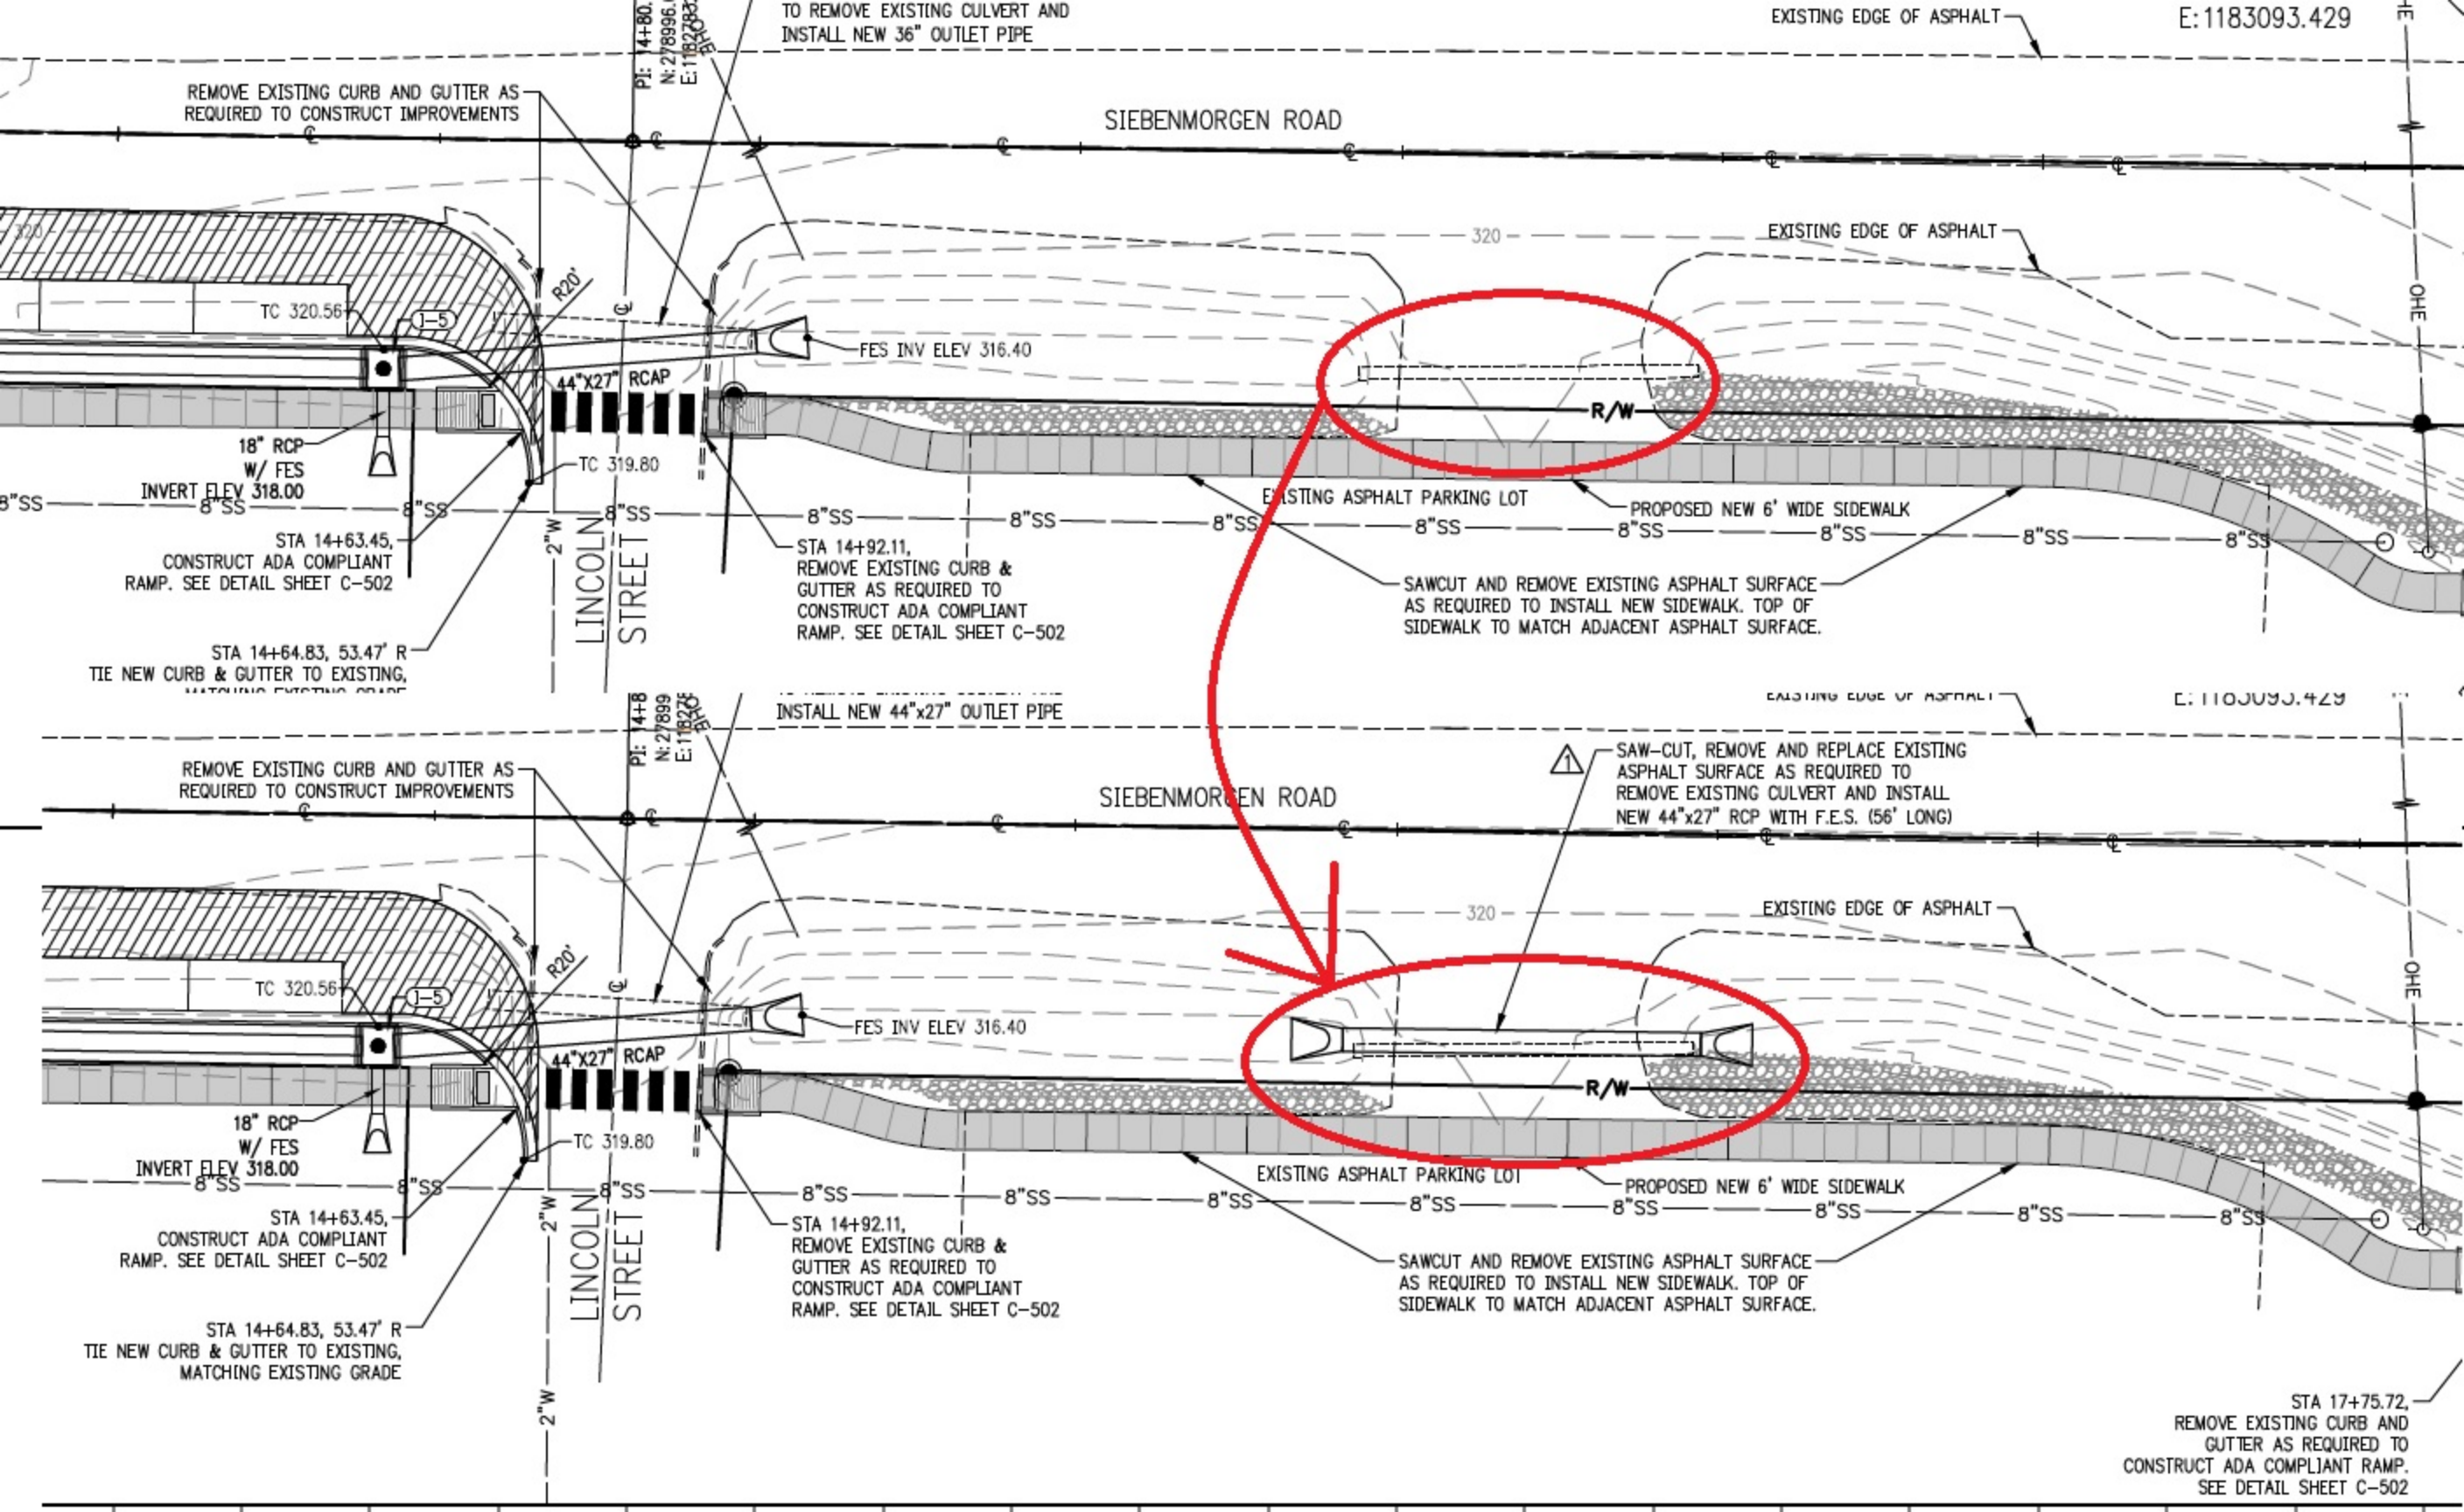 TO REMOVE EXISTING CULVERT AND
INSTALL NEW 36" OUTLET PIPE
EXISTING EDGE OF ASPHALT
E:1183093.429
OHE
REMOVE EXISTING CURB AND GUTTER AS
REQUIRED TO CONSTRUCT IMPROVEMENTS
SIEBENMORGEN ROAD
320
320
EXISTING EDGE OF ASPHALT
R20'
TC 320.56
J-5
FES INV ELEV 316.40
OHE
44"X27" RCAP
R/W
18" RCP
W/ FES
INVERT ELEV 318.00
TC 319.80
EXISTING ASPHALT PARKING LOT
PROPOSED NEW 6' WIDE SIDEWALK
8"SS 8"SS 8"SS 8"SS 8"SS 8"SS 8"SS 8"SS 8"SS 8"SS 8"SS 8"SS
2"W
LINCOLN
STREET
STA 14+63.45,
CONSTRUCT ADA COMPLIANT
RAMP. SEE DETAIL SHEET C-502
STA 14+92.11,
REMOVE EXISTING CURB &
GUTTER AS REQUIRED TO
CONSTRUCT ADA COMPLIANT
RAMP. SEE DETAIL SHEET C-502
SAWCUT AND REMOVE EXISTING ASPHALT SURFACE
AS REQUIRED TO INSTALL NEW SIDEWALK. TOP OF
SIDEWALK TO MATCH ADJACENT ASPHALT SURFACE.
STA 14+64.83, 53.47' R
TIE NEW CURB & GUTTER TO EXISTING,
MATCHING EXISTING GRADE
INSTALL NEW 44"x27" OUTLET PIPE
EXISTING EDGE OF ASPHALT
E:1183093.429
REMOVE EXISTING CURB AND GUTTER AS
REQUIRED TO CONSTRUCT IMPROVEMENTS
1
SAW-CUT, REMOVE AND REPLACE EXISTING
ASPHALT SURFACE AS REQUIRED TO
REMOVE EXISTING CULVERT AND INSTALL
NEW 44"x27" RCP WITH F.E.S. (56' LONG)
SIEBENMORGEN ROAD
320
EXISTING EDGE OF ASPHALT
R20'
TC 320.56
J-5
FES INV ELEV 316.40
OHE
44"X27" RCAP
R/W
18" RCP
W/ FES
INVERT ELEV 318.00
TC 319.80
EXISTING ASPHALT PARKING LOT
PROPOSED NEW 6' WIDE SIDEWALK
8"SS 8"SS 8"SS 8"SS 8"SS 8"SS 8"SS 8"SS 8"SS 8"SS 8"SS
2"W
LINCOLN
STREET
STA 14+63.45,
CONSTRUCT ADA COMPLIANT
RAMP. SEE DETAIL SHEET C-502
STA 14+92.11,
REMOVE EXISTING CURB &
GUTTER AS REQUIRED TO
CONSTRUCT ADA COMPLIANT
RAMP. SEE DETAIL SHEET C-502
SAWCUT AND REMOVE EXISTING ASPHALT SURFACE
AS REQUIRED TO INSTALL NEW SIDEWALK. TOP OF
SIDEWALK TO MATCH ADJACENT ASPHALT SURFACE.
STA 14+64.83, 53.47' R
TIE NEW CURB & GUTTER TO EXISTING,
MATCHING EXISTING GRADE
2"W
STA 17+75.72,
REMOVE EXISTING CURB AND
GUTTER AS REQUIRED TO
CONSTRUCT ADA COMPLIANT RAMP.
SEE DETAIL SHEET C-502